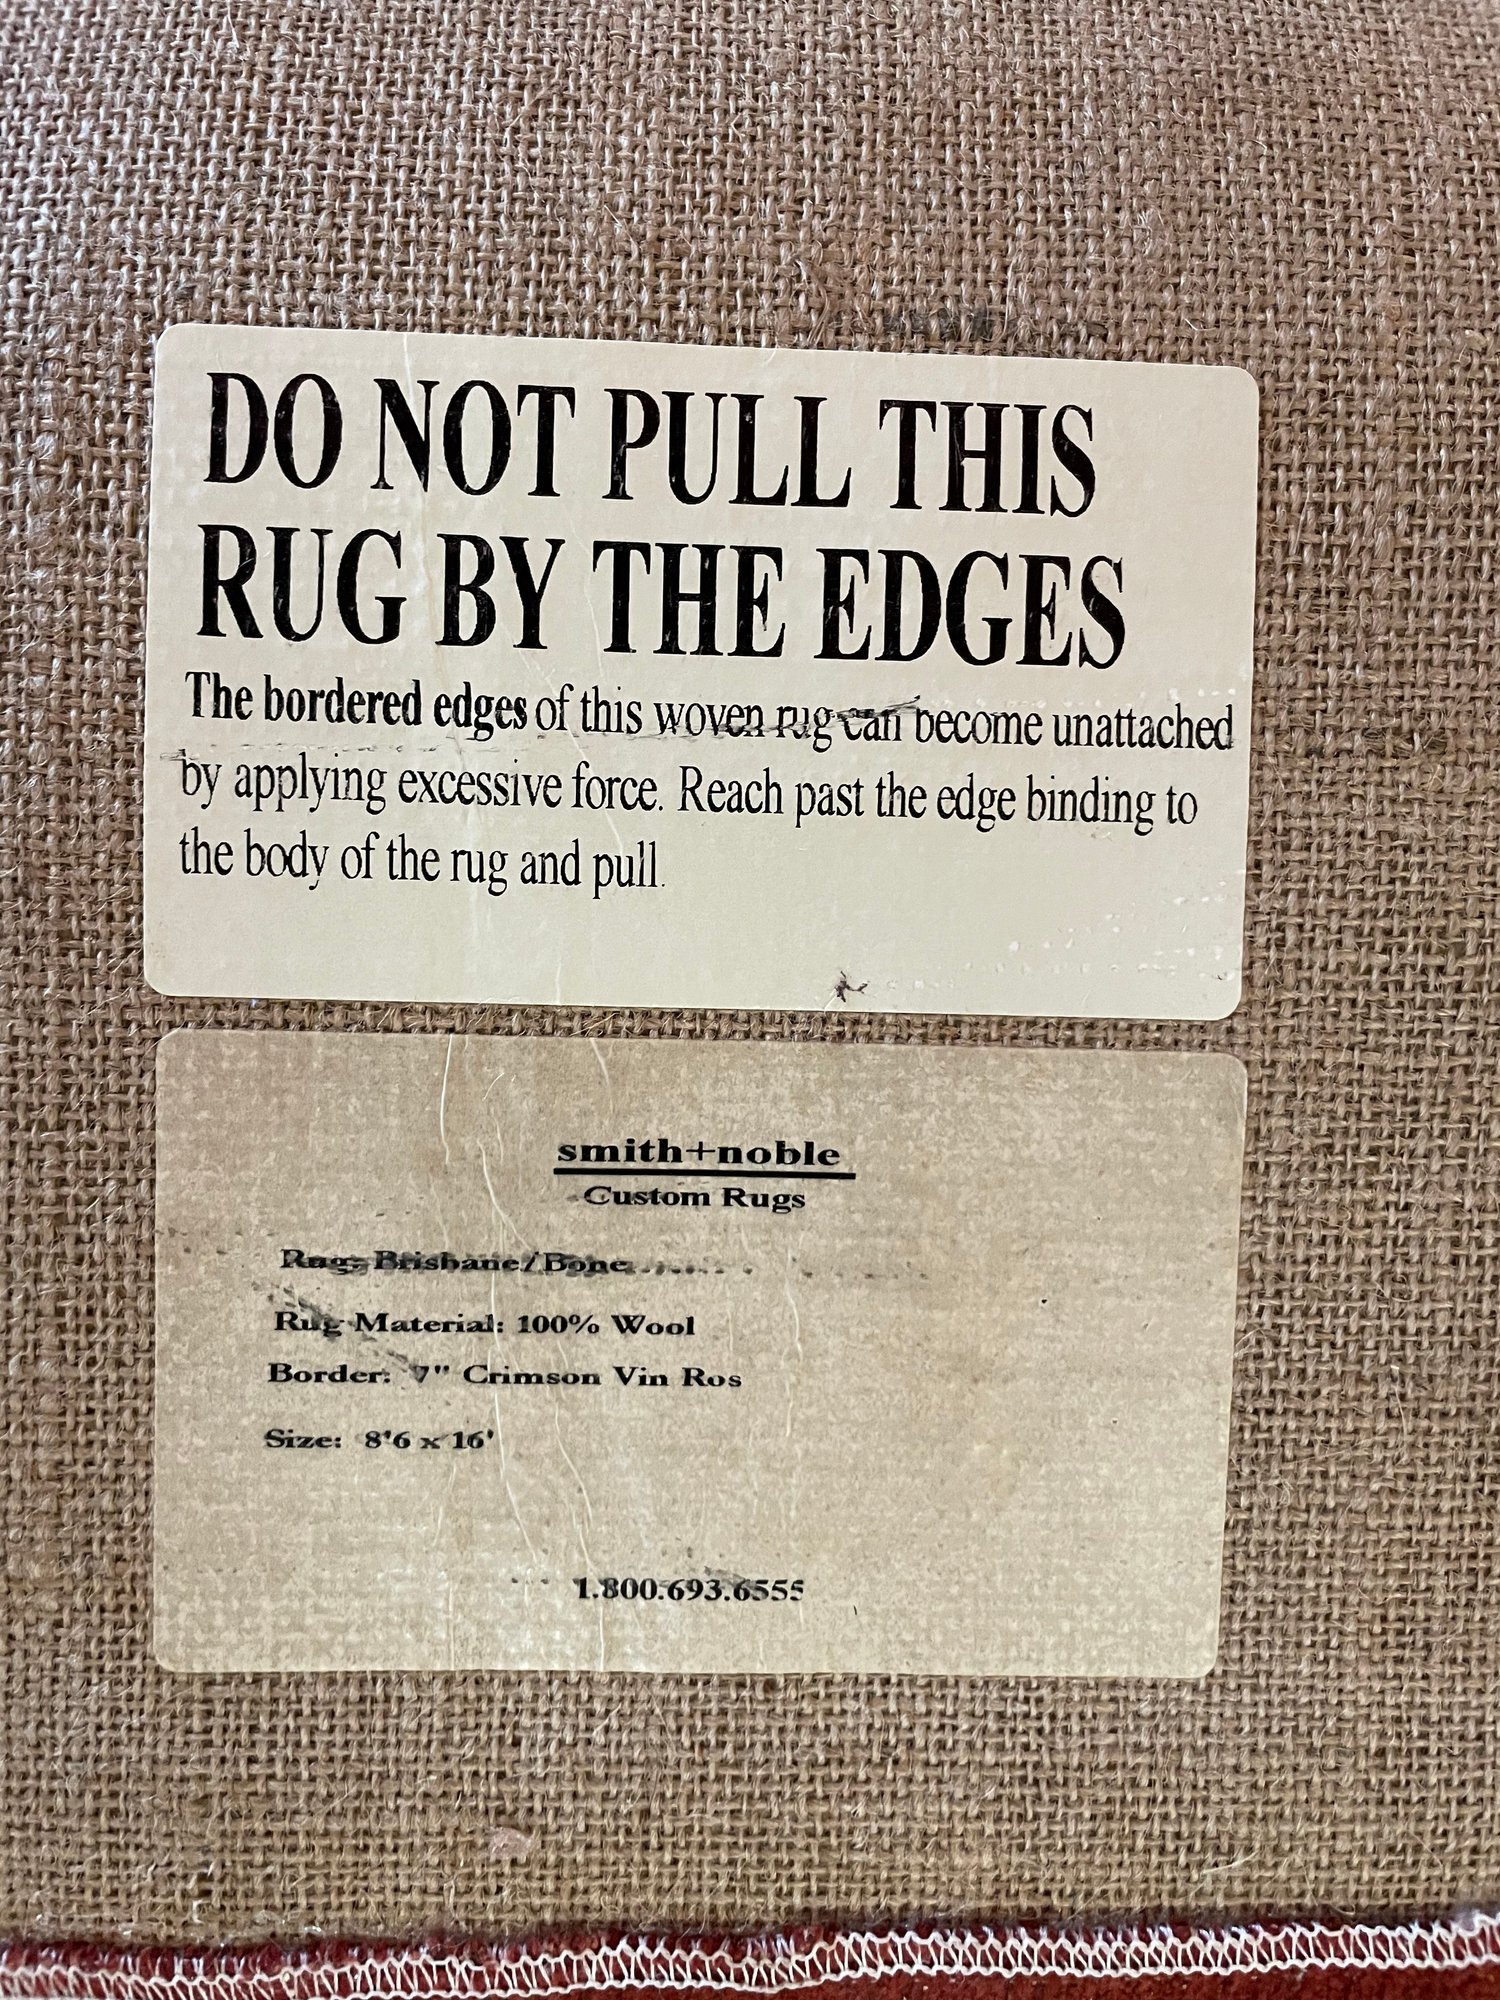 DO NOT PULL THIS
RUG BY THE EDGES
The bordered edges of this woven rug can become unattached
by applying excessive force. Reach past the edge binding to
the body of the rug and pull.
smith+noble
Custom Rugs
Rug: Brisbane/Bone
Rug Material: 100% Wool
Border: 7" Crimson Vin Ros
Size: 8'6 x 16'
1.800.693.6555